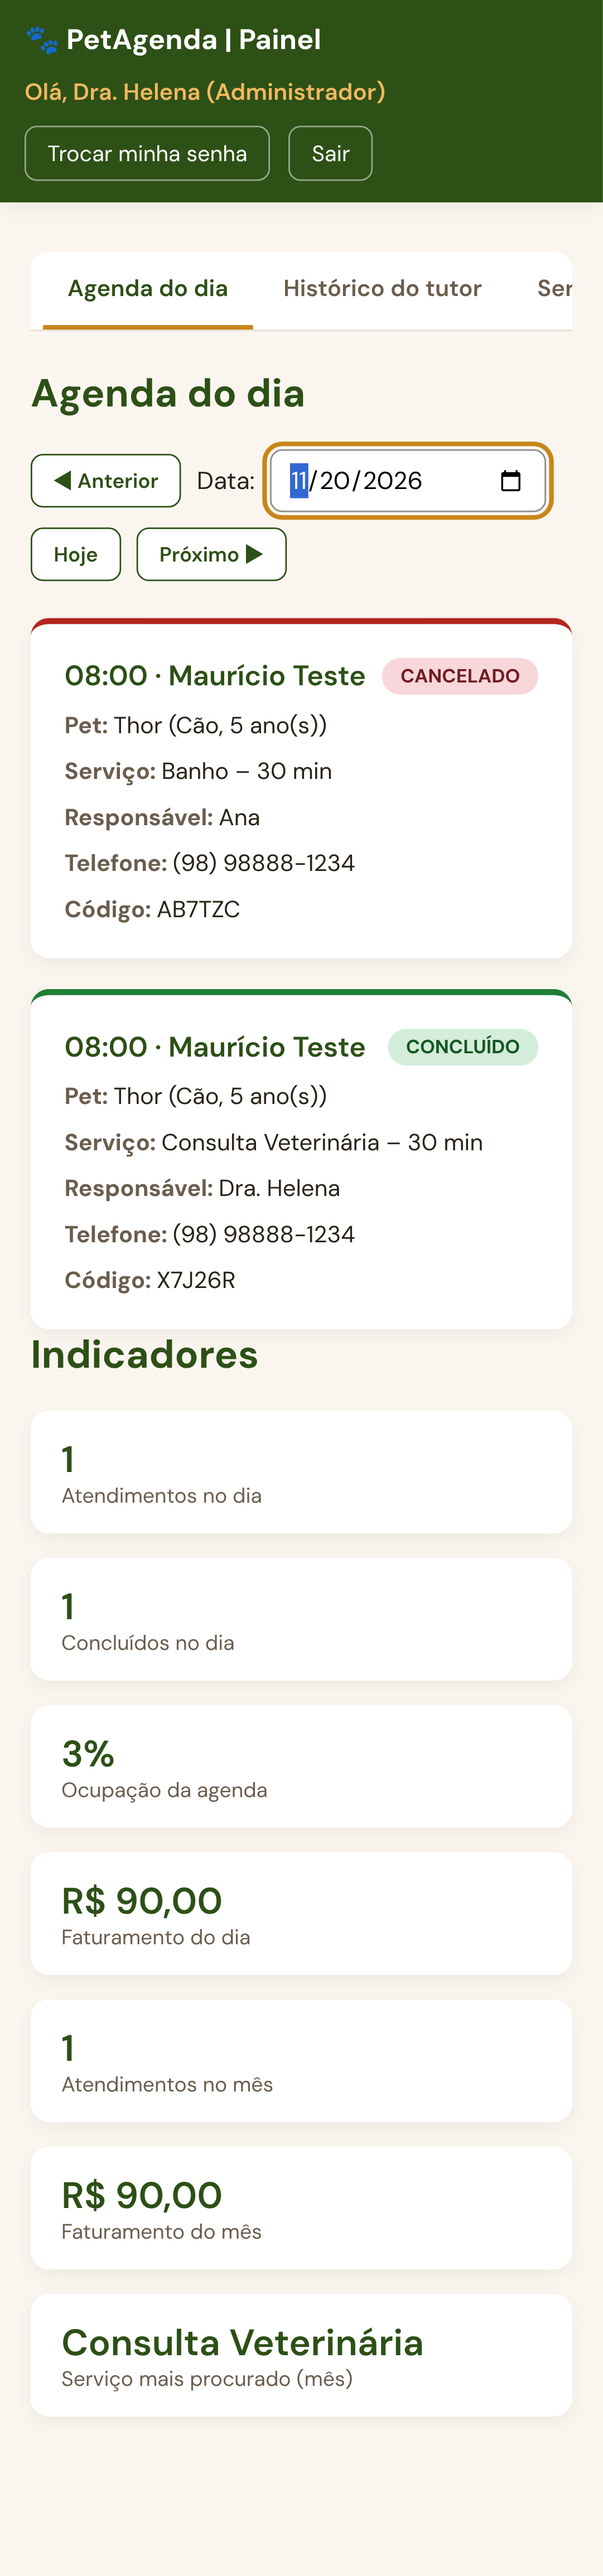 🐾 PetAgenda | Painel
Olá, Dra. Helena (Administrador)
Trocar minha senha Sair
Agenda do dia Histórico do tutor Ser
Agenda do dia
◀ Anterior Data: 11/20/2026
Hoje Próximo ▶
08:00 · Maurício Teste CANCELADO
Pet: Thor (Cão, 5 ano(s))
Serviço: Banho – 30 min
Responsável: Ana
Telefone: (98) 98888-1234
Código: AB7TZC
08:00 · Maurício Teste CONCLUÍDO
Pet: Thor (Cão, 5 ano(s))
Serviço: Consulta Veterinária – 30 min
Responsável: Dra. Helena
Telefone: (98) 98888-1234
Código: X7J26R
Indicadores
1
Atendimentos no dia
1
Concluídos no dia
3%
Ocupação da agenda
R$ 90,00
Faturamento do dia
1
Atendimentos no mês
R$ 90,00
Faturamento do mês
Consulta Veterinária
Serviço mais procurado (mês)